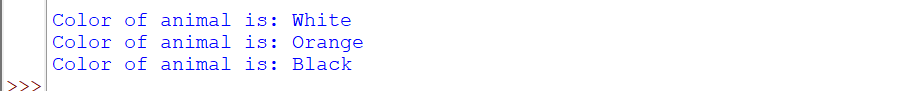 Color of animal is: White
Color of animal is: Orange
Color of animal is: Black
>>>